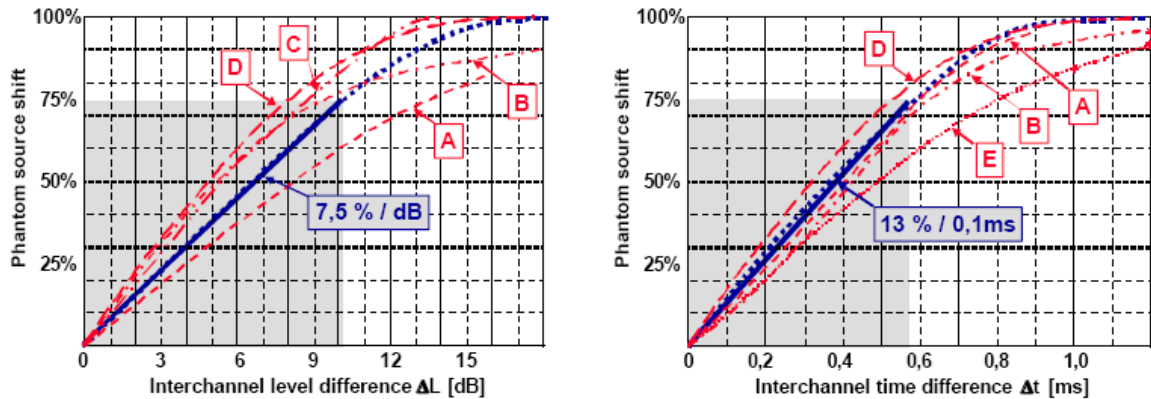 Phantom source shift
100%
75%
50%
25%
C
D
B
A
7,5 % / dB
0 3 6 9 12 15
Interchannel level difference ΔL [dB]
Phantom source shift
100%
75%
50%
25%
D
A
B
E
13 % / 0,1ms
0 0,2 0,4 0,6 0,8 1,0
Interchannel time difference Δt [ms]